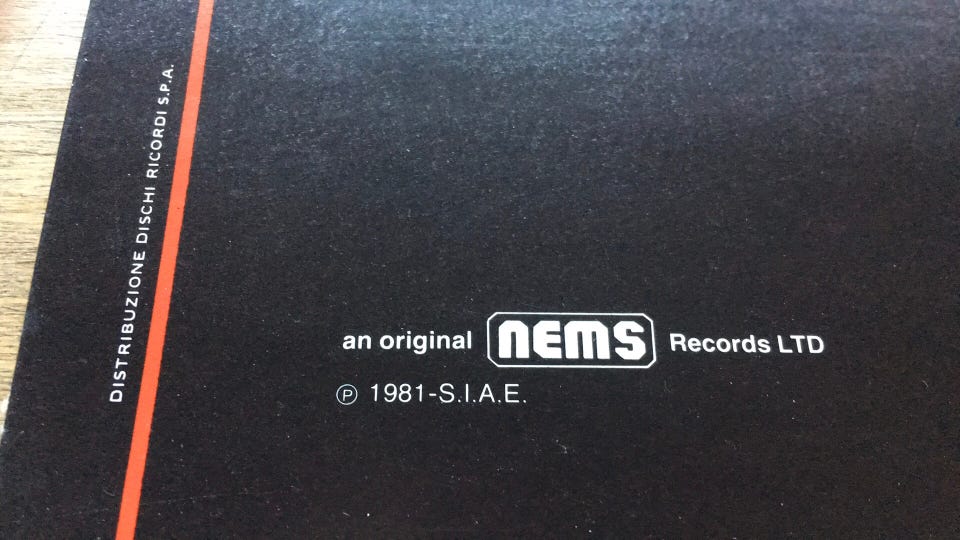 DISTRIBUZIONE DISCHI RICORDI S.P.A.
an original NEMS Records LTD
℗ 1981-S.I.A.E.